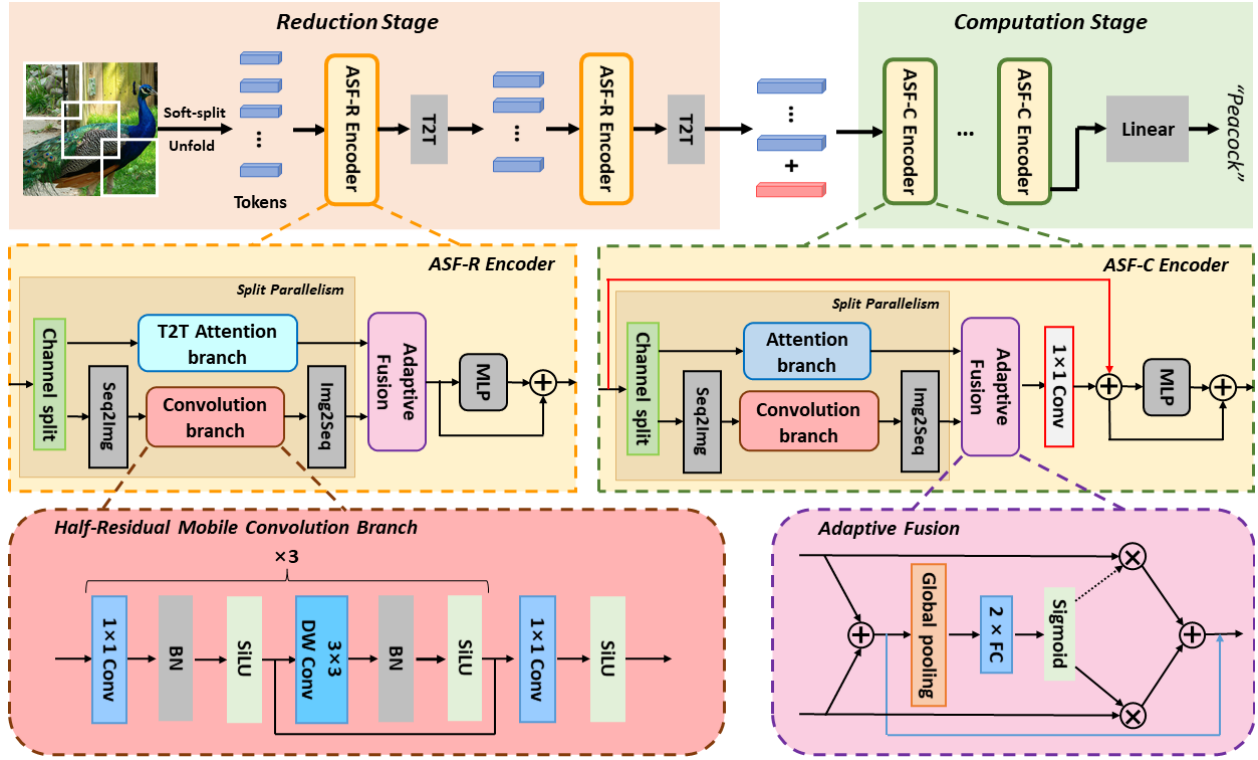 Reduction Stage
Computation Stage
Soft-split
Unfold
...
Tokens
ASF-R Encoder
T2T
...
ASF-R Encoder
T2T
...
+
ASF-C Encoder
...
ASF-C Encoder
Linear
“Peacock”
ASF-R Encoder
Split Parallelism
Channel split
T2T Attention
branch
Seq2Img
Convolution
branch
Img2Seq
Adaptive
Fusion
MLP
+
ASF-C Encoder
Split Parallelism
Channel split
Attention
branch
Seq2Img
Convolution
branch
Img2Seq
Adaptive
Fusion
1×1 Conv
+
MLP
+
Half-Residual Mobile Convolution Branch
×3
1×1 Conv
BN
SiLU
3×3
DW Conv
BN
SiLU
1×1 Conv
SiLU
Adaptive Fusion
+
Global pooling
2 × FC
Sigmoid
×
×
+